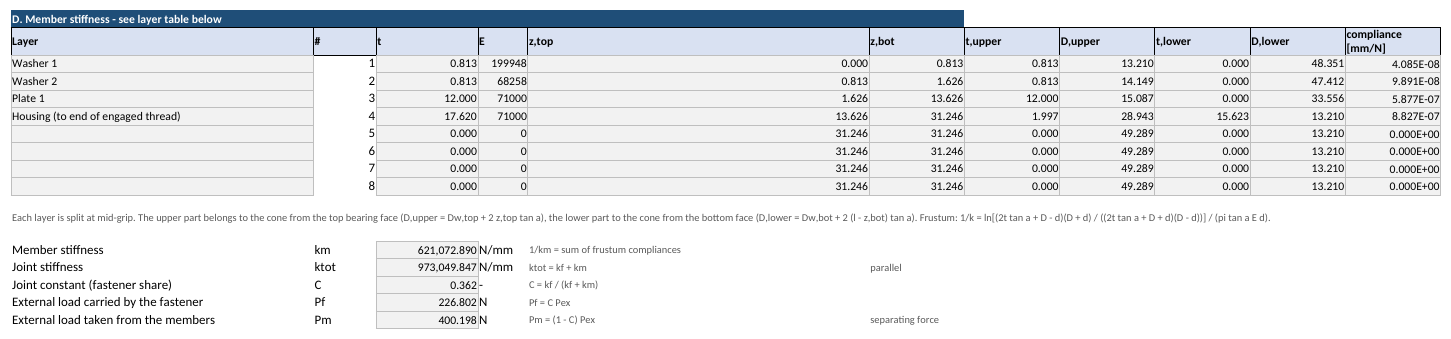 D. Member stiffness - see layer table below
Layer # t E z,top z,bot t,upper D,upper t,lower D,lower compliance [mm/N]
Washer 1 1 0.813 199948 0.000 0.813 0.813 13.210 0.000 48.351 4.085E-08
Washer 2 2 0.813 68258 0.813 1.626 0.813 14.149 0.000 47.412 9.891E-08
Plate 1 3 12.000 71000 1.626 13.626 12.000 15.087 0.000 33.556 5.877E-07
Housing (to end of engaged thread) 4 17.620 71000 13.626 31.246 1.997 28.943 15.623 13.210 8.827E-07
5 0.000 0 31.246 31.246 0.000 49.289 0.000 13.210 0.000E+00
6 0.000 0 31.246 31.246 0.000 49.289 0.000 13.210 0.000E+00
7 0.000 0 31.246 31.246 0.000 49.289 0.000 13.210 0.000E+00
8 0.000 0 31.246 31.246 0.000 49.289 0.000 13.210 0.000E+00
Each layer is split at mid-grip. The upper part belongs to the cone from the top bearing face (D,upper = Dw,top + 2 z,top tan a), the lower part to the cone from the bottom face (D,lower = Dw,bot + 2 (l - z,bot) tan a). Frustum: 1/k = ln[(2t tan a + D - d)(D + d) / ((2t tan a + D + d)(D - d))] / (pi tan a E d).
Member stiffness km 621,072.890 N/mm 1/km = sum of frustum compliances
Joint stiffness ktot 973,049.847 N/mm ktot = kf + km parallel
Joint constant (fastener share) C 0.362 - C = kf / (kf + km)
External load carried by the fastener Pf 226.802 N Pf = C Pex
External load taken from the members Pm 400.198 N Pm = (1 - C) Pex separating force